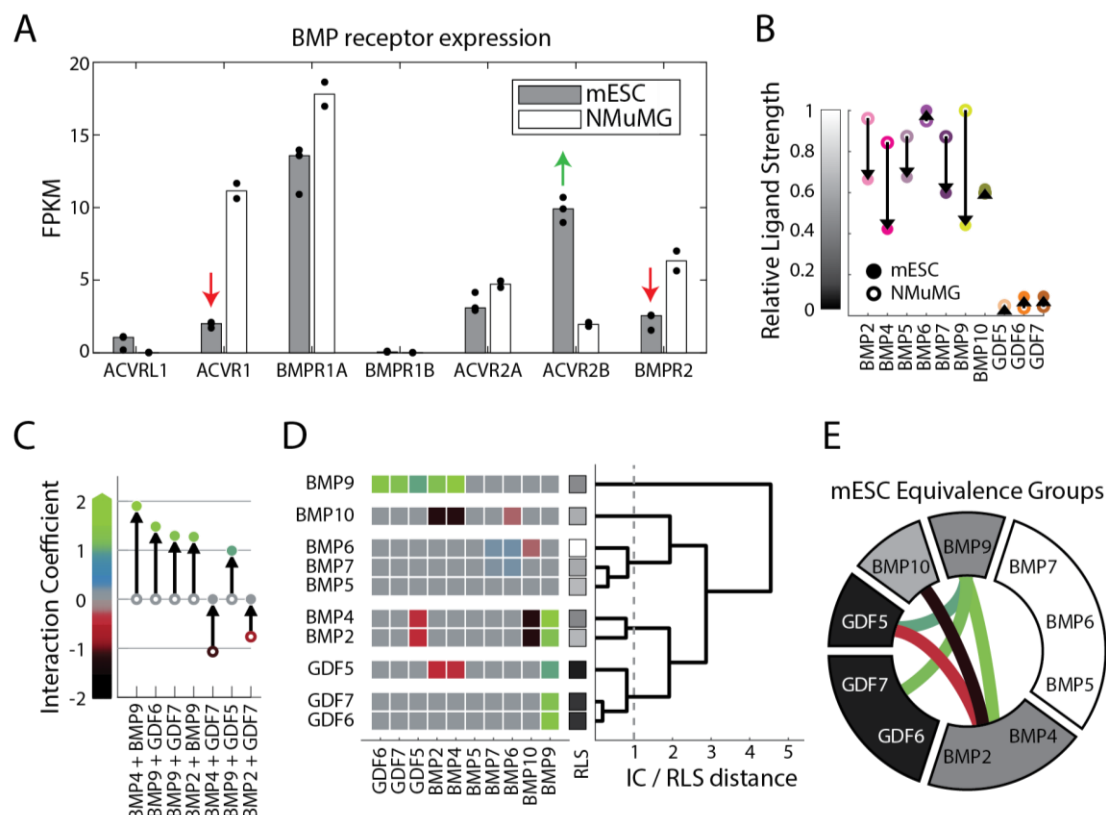 A
BMP receptor expression
20
15
10
5
0
FPKM
mESC
NMuMG
ACVRL1 ACVR1 BMPR1A BMPR1B ACVR2A ACVR2B BMPR2
B
Relative Ligand Strength
1
0.8
0.6
0.4
0.2
0
mESC
NMuMG
BMP2
BMP4
BMP5
BMP6
BMP7
BMP9
BMP10
GDF5
GDF6
GDF7
C
Interaction Coefficient
2
1
0
-1
-2
BMP4 + BMP9
BMP9 + GDF6
BMP9 + GDF7
BMP2 + BMP9
BMP4 + GDF7
BMP9 + GDF5
BMP2 + GDF7
D
BMP9
BMP10
BMP6
BMP7
BMP5
BMP4
BMP2
GDF5
GDF7
GDF6
GDF6
GDF7
GDF5
BMP2
BMP4
BMP5
BMP7
BMP6
BMP10
BMP9
RLS
1 2 3 4 5
IC / RLS distance
E
mESC Equivalence Groups
BMP9
BMP10
BMP7
GDF5
BMP6
GDF7
BMP5
GDF6
BMP4
BMP2